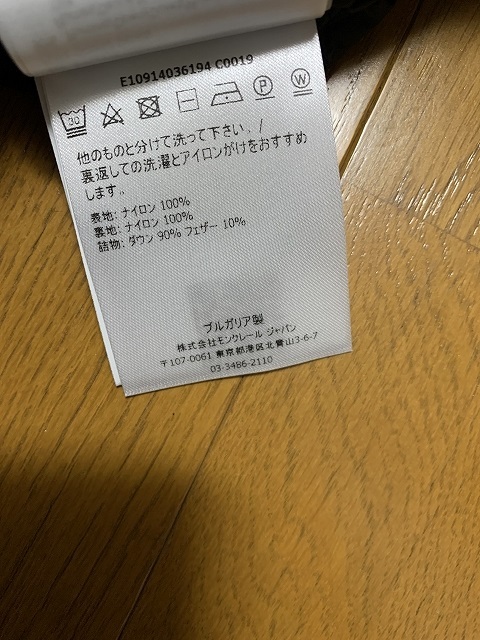 E10914036194 C0019
30 P W
他のものと分けて洗って下さい。/
裏返しての洗濯とアイロンがけをおすすめ
します。
表地: ナイロン 100%
裏地: ナイロン 100%
詰物: ダウン 90% フェザー 10%
ブルガリア製
株式会社モンクレール ジャパン
〒107-0061 東京都港区北青山3-6-7
03-3486-2110